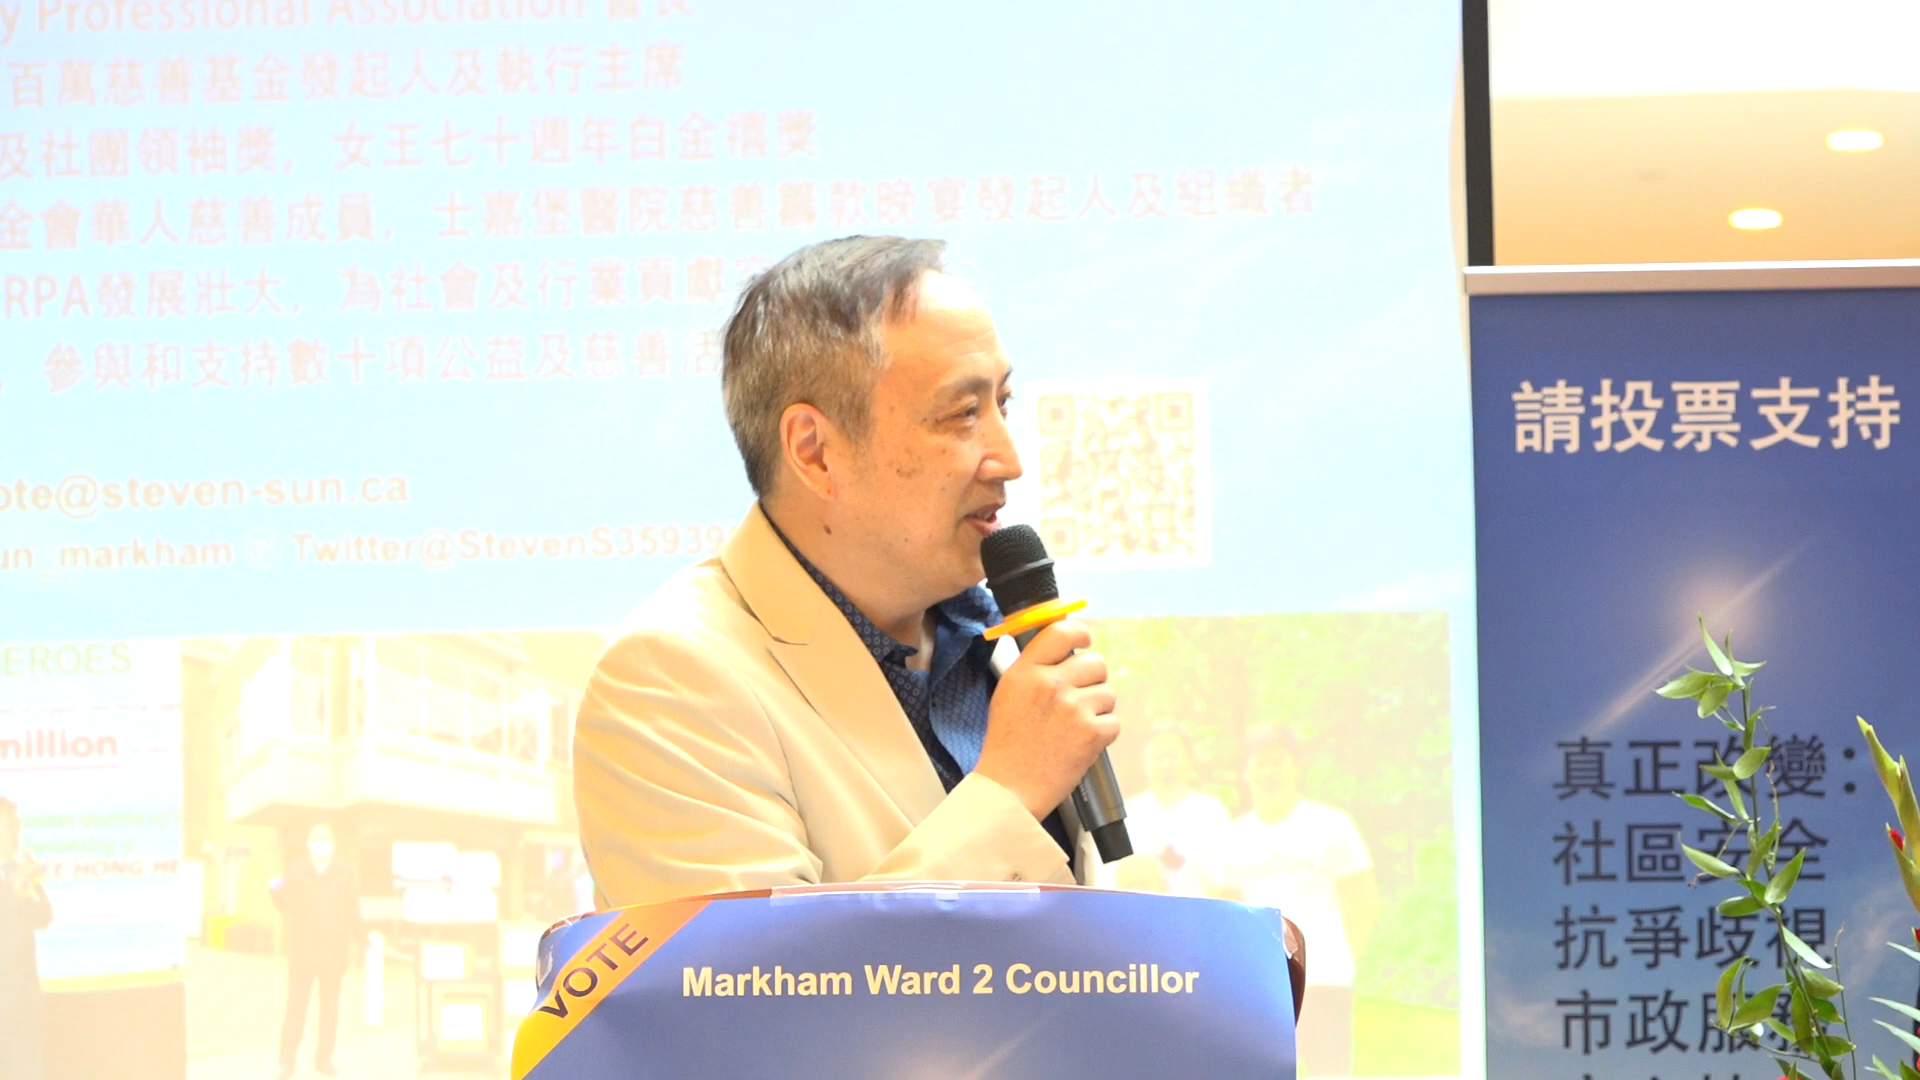 y Professional Association 會長
百萬慈善基金發起人及執行主席
及社團領袖獎，女王七十週年白金禧獎
金會華人慈善成員，士嘉堡醫院慈善籌款晚宴發起人及組織者
RPA發展壯大，為社會及行業貢獻
，參與和支持數十項公益及慈善活
ote@steven-sun.ca
un_markham Twitter@StevenS35939
EROES
million
TE HONG HE
請投票支持
真正改變：
社區安全
抗爭歧視
市政服務
VOTE
Markham Ward 2 Councillor